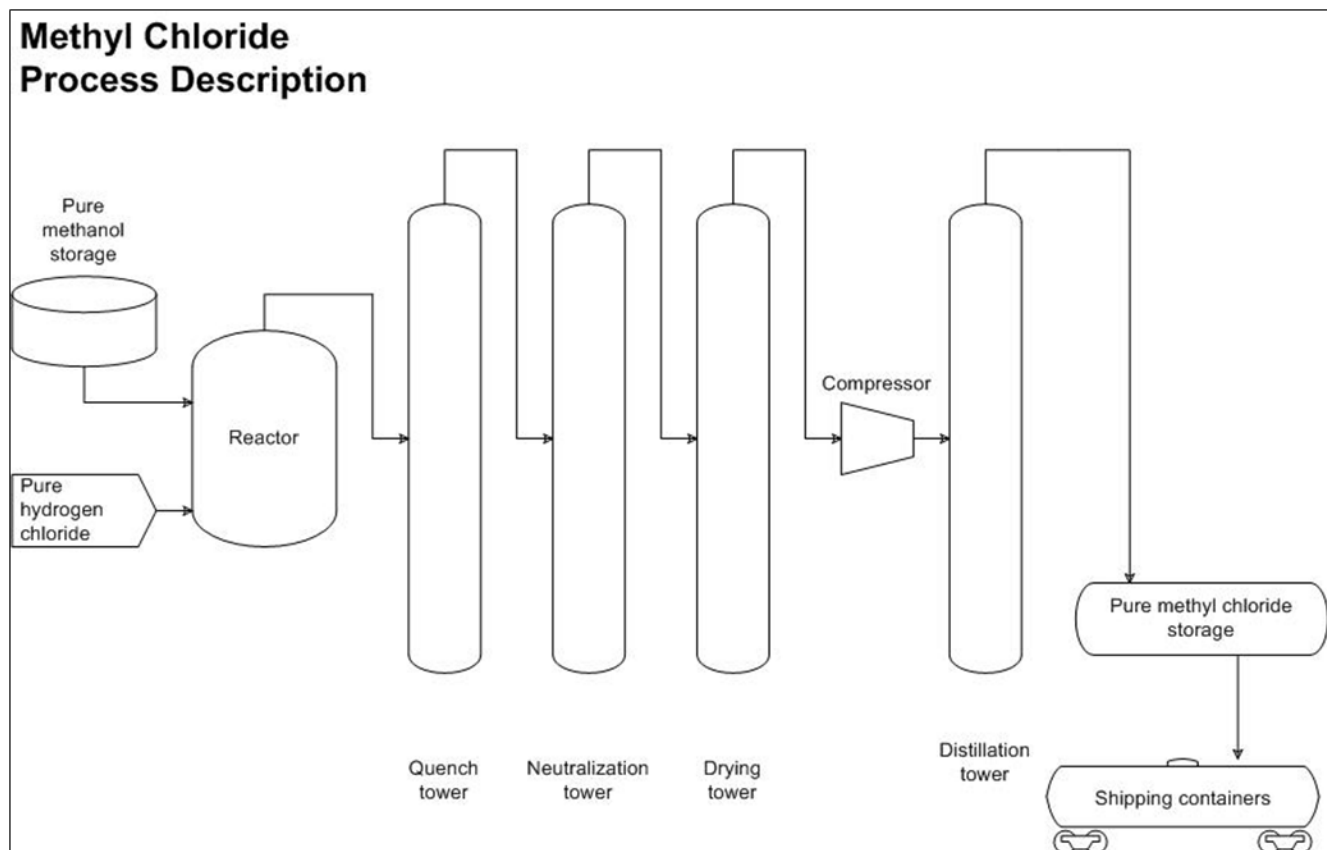 Methyl Chloride
Process Description
Pure
methanol
storage
Reactor
Pure
hydrogen
chloride
Compressor
Pure methyl chloride
storage
Quench
tower
Neutralization
tower
Drying
tower
Distillation
tower
Shipping containers